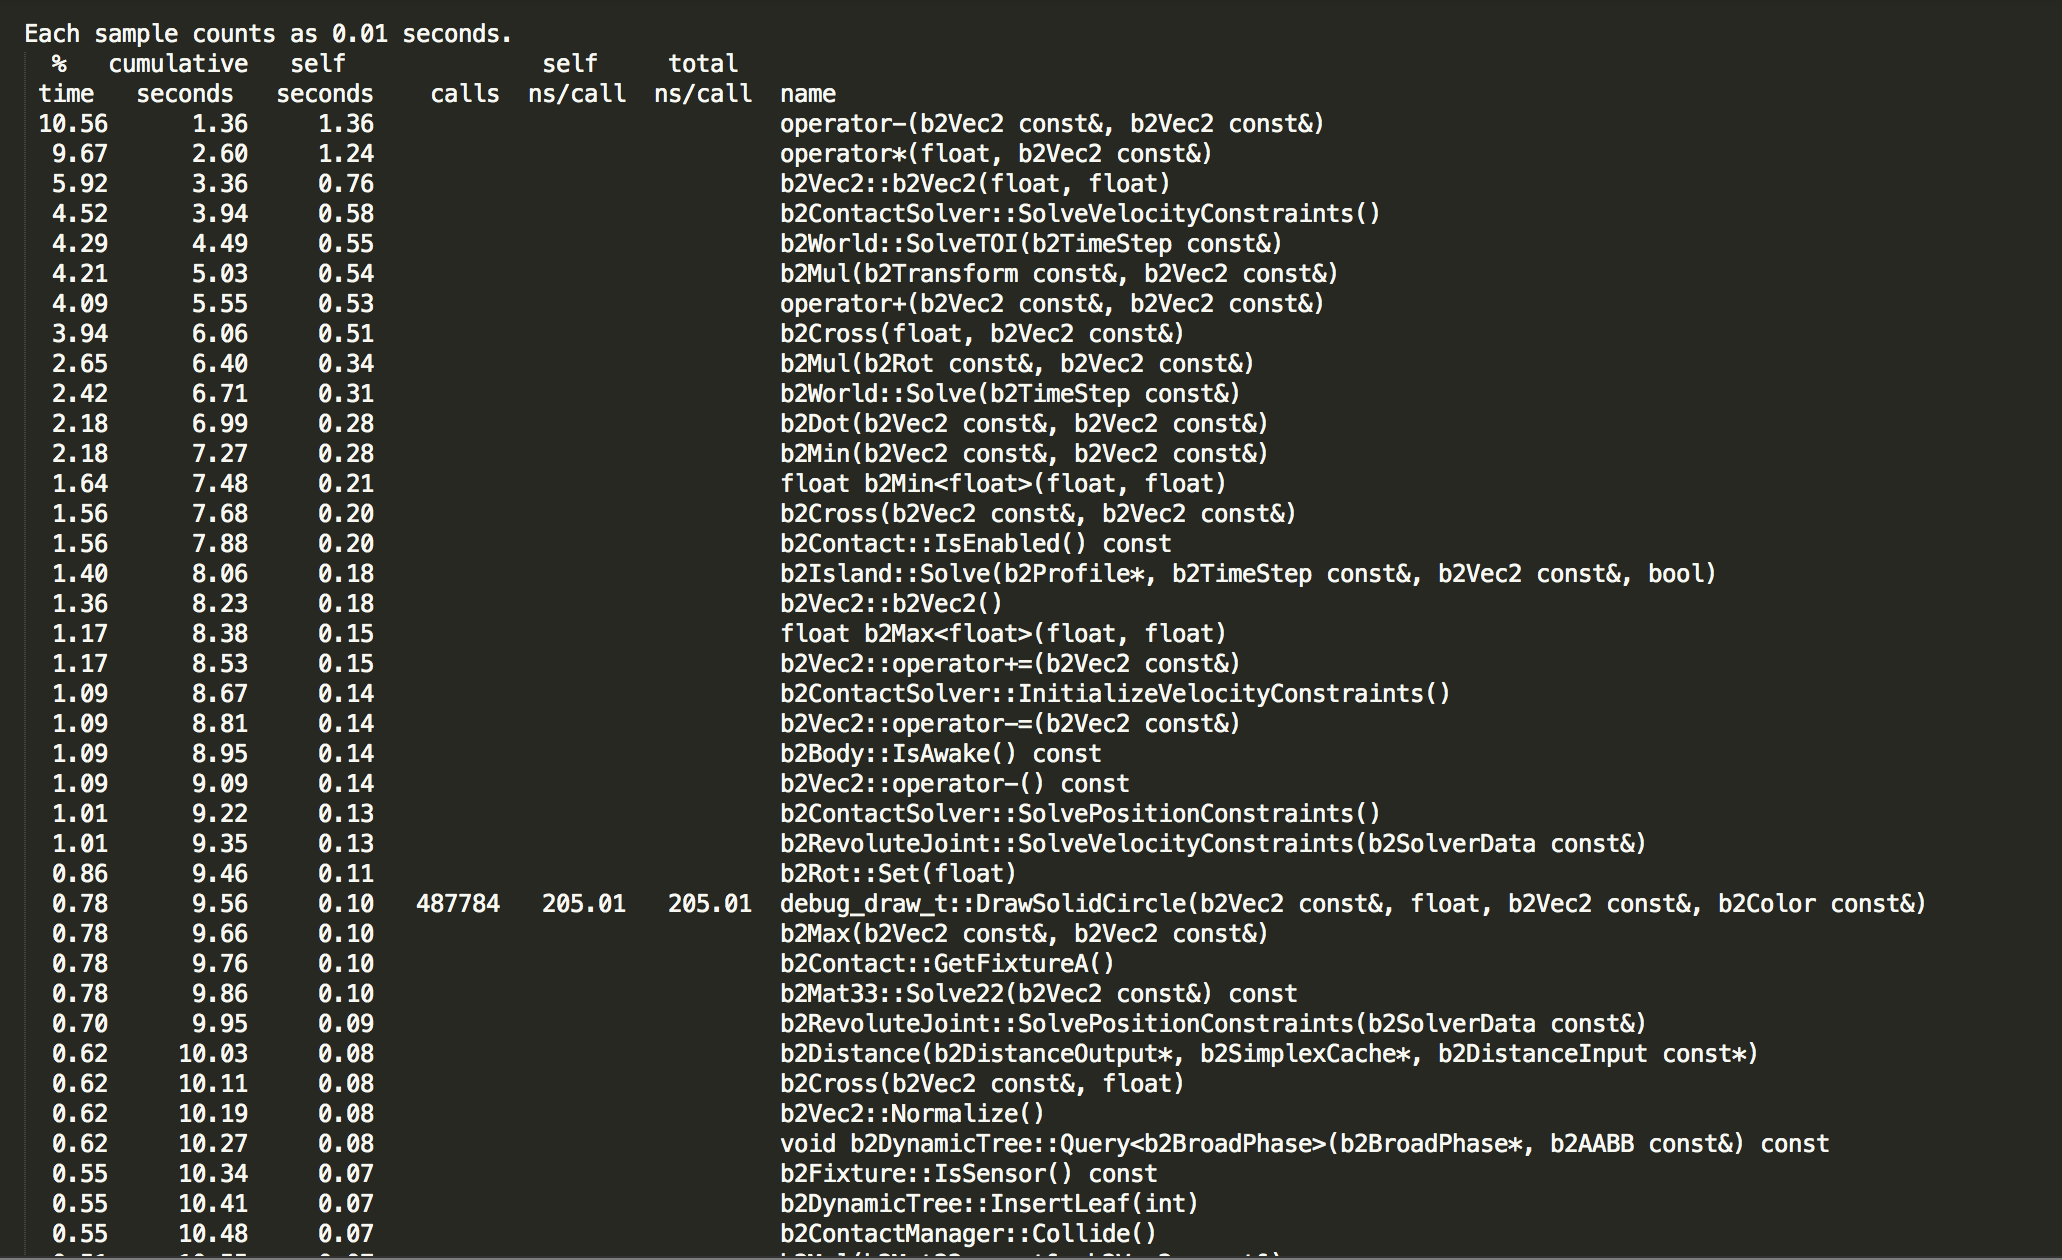 Each sample counts as 0.01 seconds.
% cumulative self self total
time seconds seconds calls ns/call ns/call name
10.56 1.36 1.36 operator-(b2Vec2 const&, b2Vec2 const&)
9.67 2.60 1.24 operator*(float, b2Vec2 const&)
5.92 3.36 0.76 b2Vec2::b2Vec2(float, float)
4.52 3.94 0.58 b2ContactSolver::SolveVelocityConstraints()
4.29 4.49 0.55 b2World::SolveTOI(b2TimeStep const&)
4.21 5.03 0.54 b2Mul(b2Transform const&, b2Vec2 const&)
4.09 5.55 0.53 operator+(b2Vec2 const&, b2Vec2 const&)
3.94 6.06 0.51 b2Cross(float, b2Vec2 const&)
2.65 6.40 0.34 b2Mul(b2Rot const&, b2Vec2 const&)
2.42 6.71 0.31 b2World::Solve(b2TimeStep const&)
2.18 6.99 0.28 b2Dot(b2Vec2 const&, b2Vec2 const&)
2.18 7.27 0.28 b2Min(b2Vec2 const&, b2Vec2 const&)
1.64 7.48 0.21 float b2Min<float>(float, float)
1.56 7.68 0.20 b2Cross(b2Vec2 const&, b2Vec2 const&)
1.56 7.88 0.20 b2Contact::IsEnabled() const
1.40 8.06 0.18 b2Island::Solve(b2Profile*, b2TimeStep const&, b2Vec2 const&, bool)
1.36 8.23 0.18 b2Vec2::b2Vec2()
1.17 8.38 0.15 float b2Max<float>(float, float)
1.17 8.53 0.15 b2Vec2::operator+=(b2Vec2 const&)
1.09 8.67 0.14 b2ContactSolver::InitializeVelocityConstraints()
1.09 8.81 0.14 b2Vec2::operator-=(b2Vec2 const&)
1.09 8.95 0.14 b2Body::IsAwake() const
1.09 9.09 0.14 b2Vec2::operator-() const
1.01 9.22 0.13 b2ContactSolver::SolvePositionConstraints()
1.01 9.35 0.13 b2RevoluteJoint::SolveVelocityConstraints(b2SolverData const&)
0.86 9.46 0.11 b2Rot::Set(float)
0.78 9.56 0.10 487784 205.01 205.01 debug_draw_t::DrawSolidCircle(b2Vec2 const&, float, b2Vec2 const&, b2Color const&)
0.78 9.66 0.10 b2Max(b2Vec2 const&, b2Vec2 const&)
0.78 9.76 0.10 b2Contact::GetFixtureA()
0.78 9.86 0.10 b2Mat33::Solve22(b2Vec2 const&) const
0.70 9.95 0.09 b2RevoluteJoint::SolvePositionConstraints(b2SolverData const&)
0.62 10.03 0.08 b2Distance(b2DistanceOutput*, b2SimplexCache*, b2DistanceInput const*)
0.62 10.11 0.08 b2Cross(b2Vec2 const&, float)
0.62 10.19 0.08 b2Vec2::Normalize()
0.62 10.27 0.08 void b2DynamicTree::Query<b2BroadPhase>(b2BroadPhase*, b2AABB const&) const
0.55 10.34 0.07 b2Fixture::IsSensor() const
0.55 10.41 0.07 b2DynamicTree::InsertLeaf(int)
0.55 10.48 0.07 b2ContactManager::Collide()